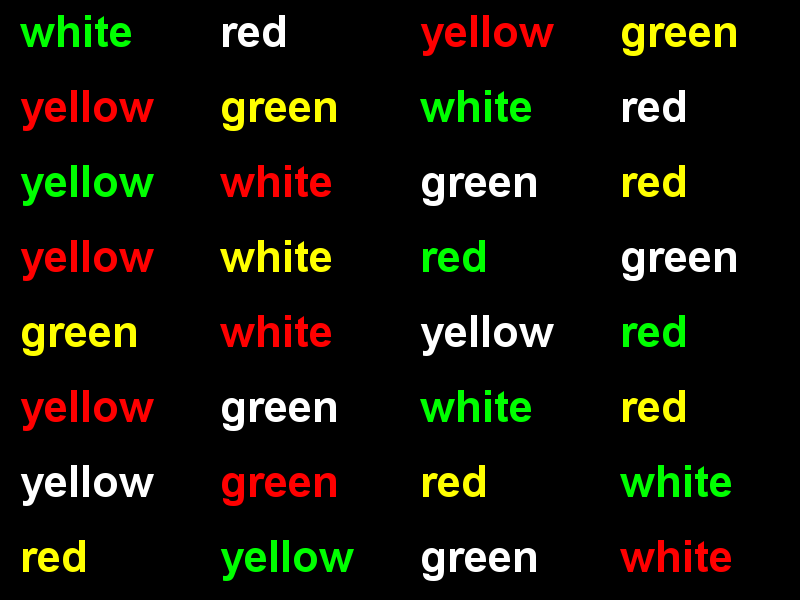 white red yellow green
yellow green white red
yellow white green red
yellow white red green
green white yellow red
yellow green white red
yellow green red white
red yellow green white